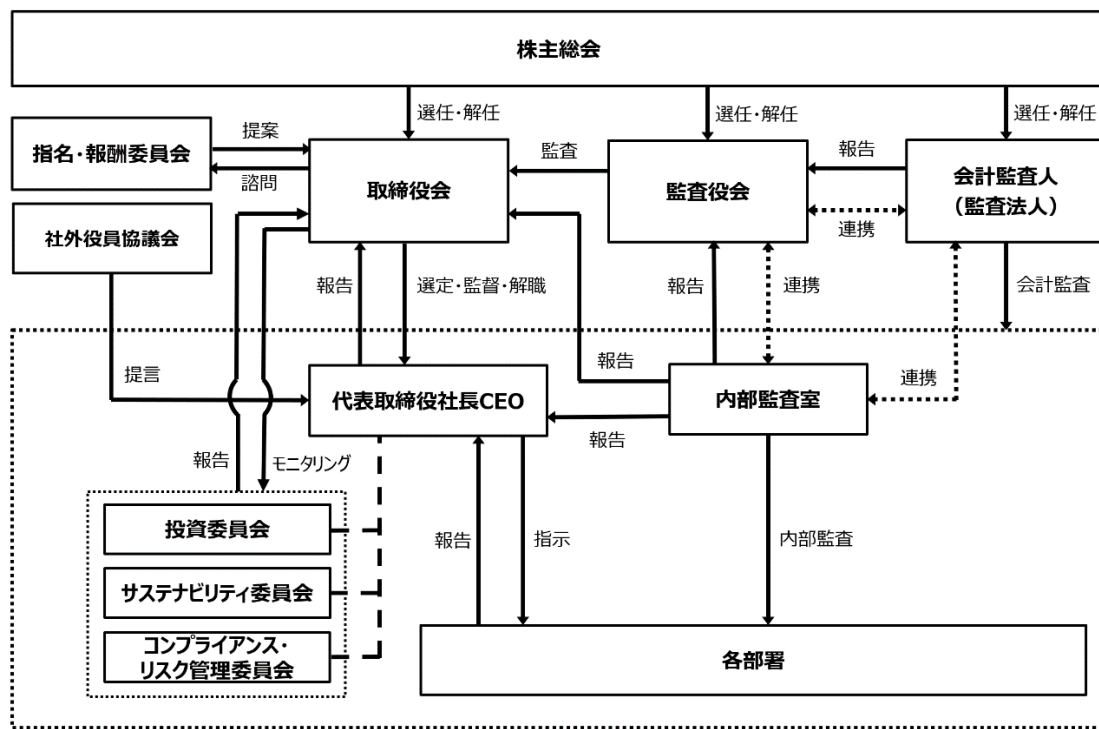 株主総会
選任・解任
選任・解任
選任・解任
指名・報酬委員会
提案
諮問
取締役会
監査
監査役会
報告
連携
会計監査人
（監査法人）
社外役員協議会
報告
選定・監督・解職
報告
連携
会計監査
提言
代表取締役社長CEO
報告
報告
内部監査室
連携
報告
モニタリング
投資委員会
サステナビリティ委員会
コンプライアンス・
リスク管理委員会
報告
指示
内部監査
各部署